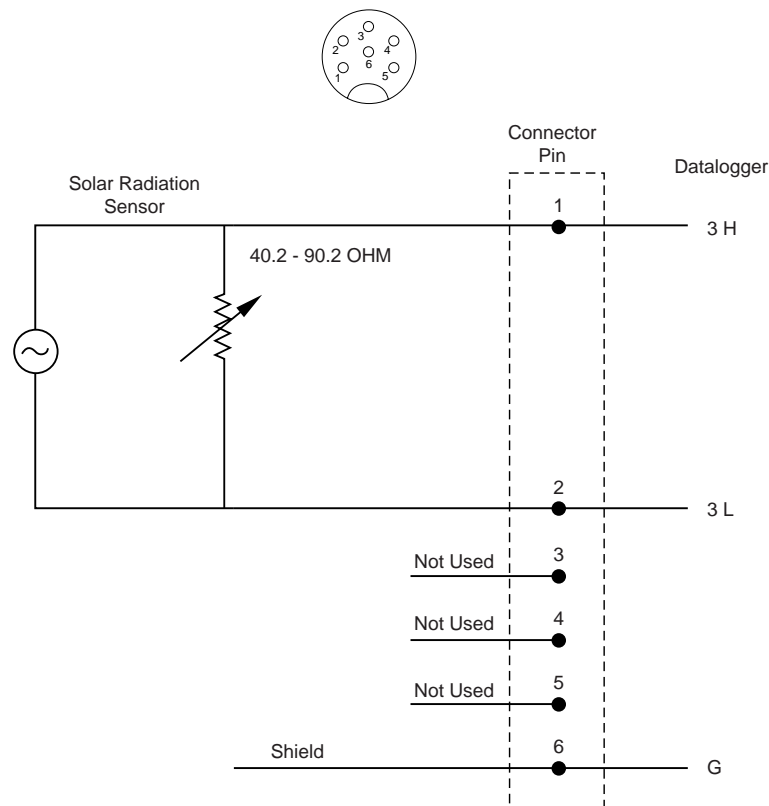 3
2
4
6
1
5
Connector
Pin
Datalogger
Solar Radiation
Sensor
1
3 H
40.2 - 90.2 OHM
2
3 L
3
Not Used
4
Not Used
5
Not Used
6
Shield
G